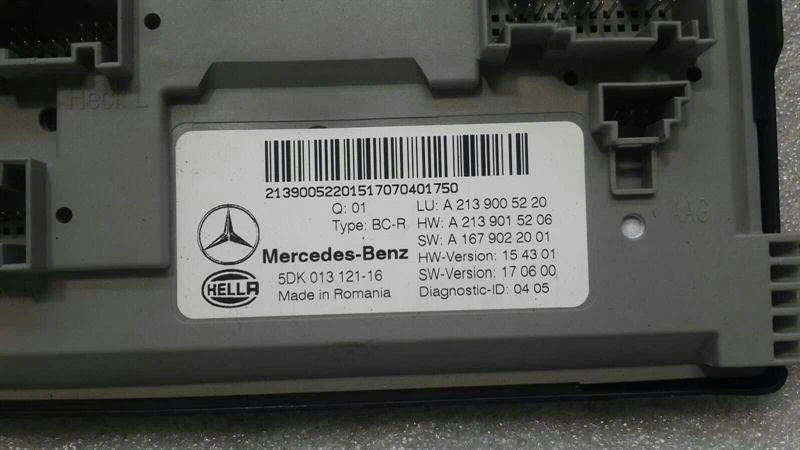 Heck L
21390052201517070401750
Q: 01 LU: A 213 900 52 20
Type: BC-R HW: A 213 901 52 06
SW: A 167 902 20 01
Mercedes-Benz HW-Version: 15 43 01
HELLA 5DK 013 121-16 SW-Version: 17 06 00
Made in Romania Diagnostic-ID: 04 05